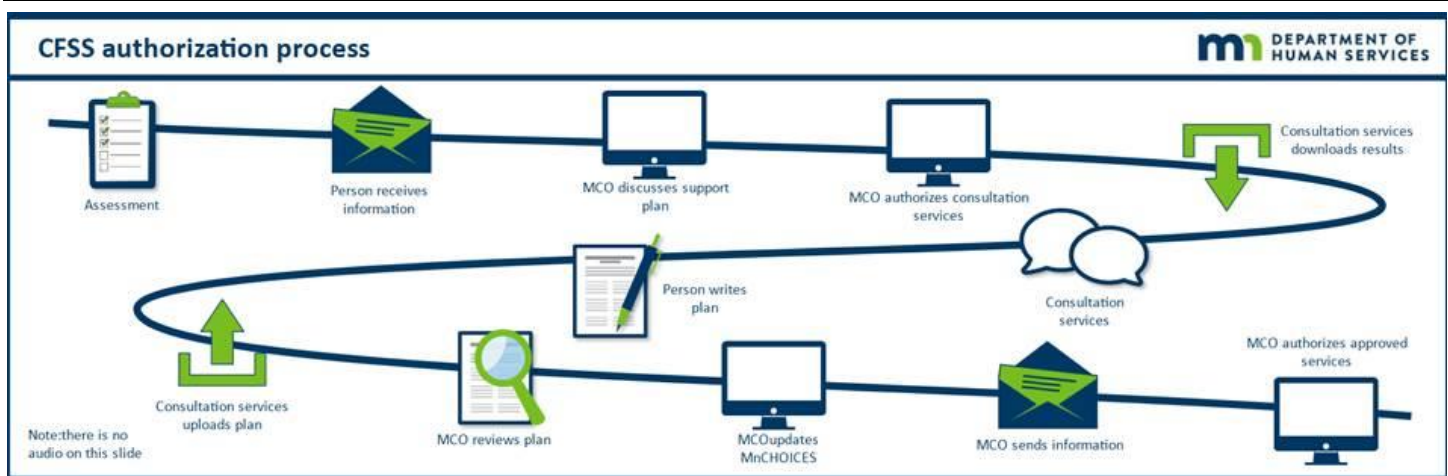 CFSS authorization process
DEPARTMENT OF
HUMAN SERVICES
Assessment
Person receives
information
MCO discusses support
plan
MCO authorizes consultation
services
Consultation services
downloads results
Consultation
services
Person writes
plan
Consultation services
uploads plan
MCO reviews plan
MCOupdates
MnCHOICES
MCO sends information
MCO authorizes approved
services
Note:there is no
audio on this slide